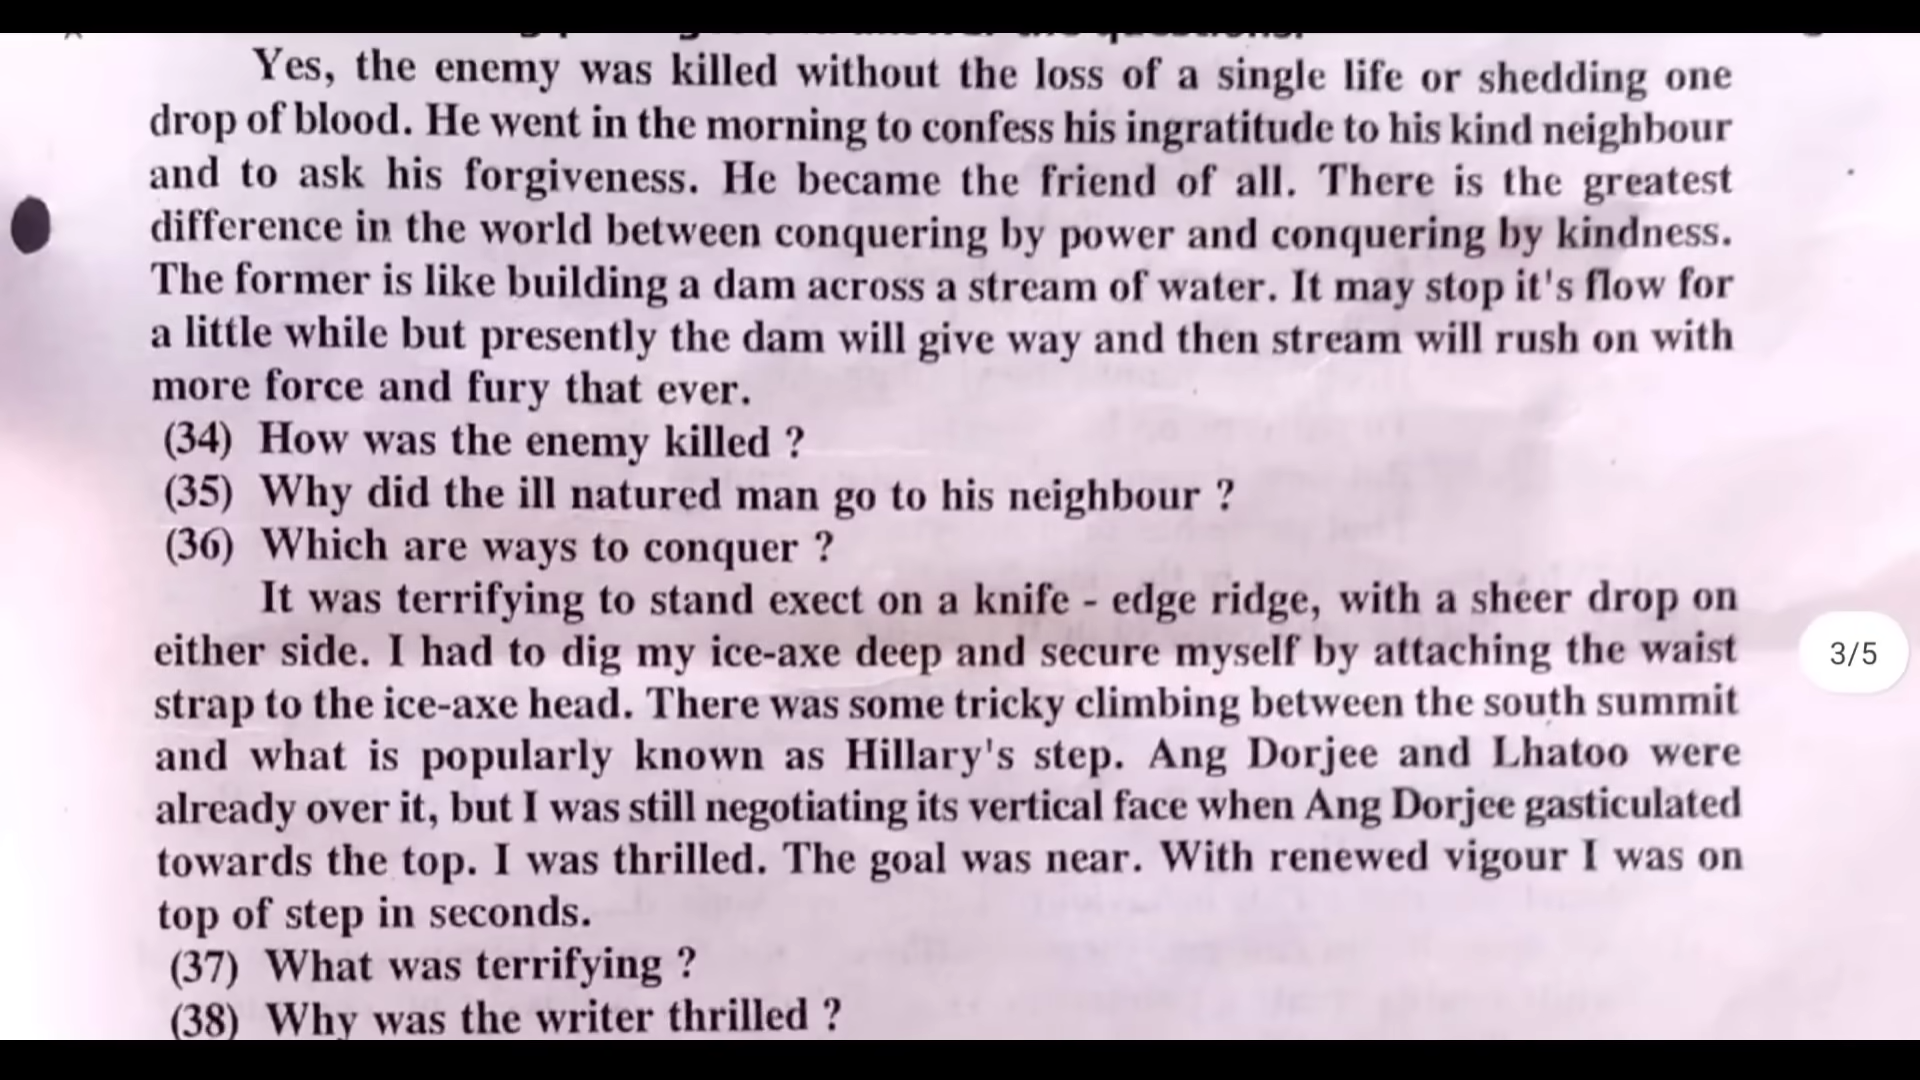 Yes, the enemy was killed without the loss of a single life or shedding one
drop of blood. He went in the morning to confess his ingratitude to his kind neighbour
and to ask his forgiveness. He became the friend of all. There is the greatest
difference in the world between conquering by power and conquering by kindness.
The former is like building a dam across a stream of water. It may stop it's flow for
a little while but presently the dam will give way and then stream will rush on with
more force and fury that ever.
(34) How was the enemy killed ?
(35) Why did the ill natured man go to his neighbour ?
(36) Which are ways to conquer ?
It was terrifying to stand exect on a knife - edge ridge, with a sheer drop on
either side. I had to dig my ice-axe deep and secure myself by attaching the waist
3/5
strap to the ice-axe head. There was some tricky climbing between the south summit
and what is popularly known as Hillary's step. Ang Dorjee and Lhatoo were
already over it, but I was still negotiating its vertical face when Ang Dorjee gasticulated
towards the top. I was thrilled. The goal was near. With renewed vigour I was on
top of step in seconds.
(37) What was terrifying ?
(38) Why was the writer thrilled ?